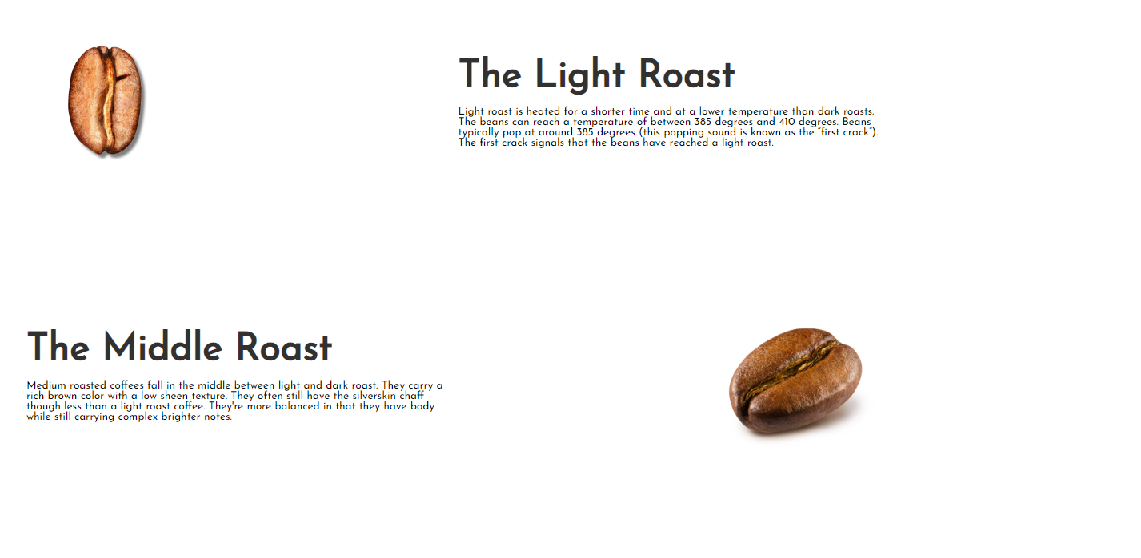 The Light Roast
Light roast is heated for a shorter time and at a lower temperature than dark roasts.
The beans can reach a temperature of between 385 degrees and 410 degrees. Beans
typically pop at around 385 degrees (this popping sound is known as the "first crack").
The first crack signals that the beans have reached a light roast.
The Middle Roast
Medium roasted coffees fall in the middle between light and dark roast. They carry a
rich brown color with a low sheen texture. They often still have the silverskin chaff
though less than a light roast coffee. They're more balanced in that they have body
while still carrying complex brighter notes.